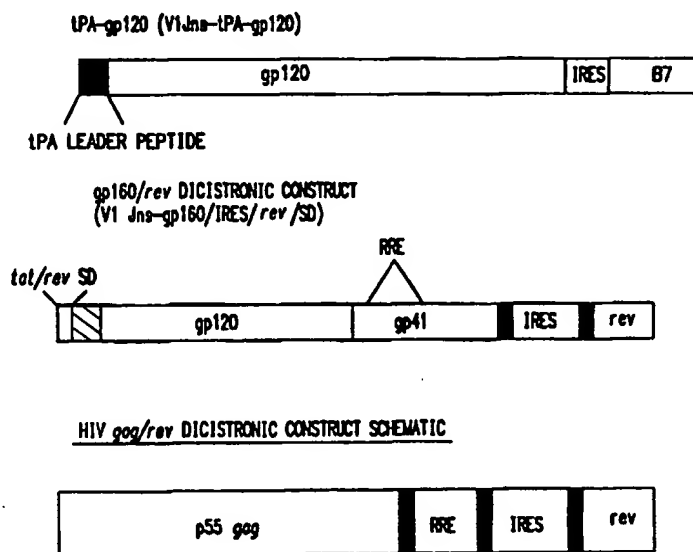 tPA-gp120 (V1Jns-tPA-gp120)
gp120 IRES B7
tPA LEADER PEPTIDE
gp160/rev DICISTRONIC CONSTRUCT
(V1 Jns-gp160/IRES/rev/SD)
RRE
tat/rev SD
gp120 gp41 IRES rev
HIV gag/rev DICISTRONIC CONSTRUCT SCHEMATIC
p55 gag RRE IRES rev